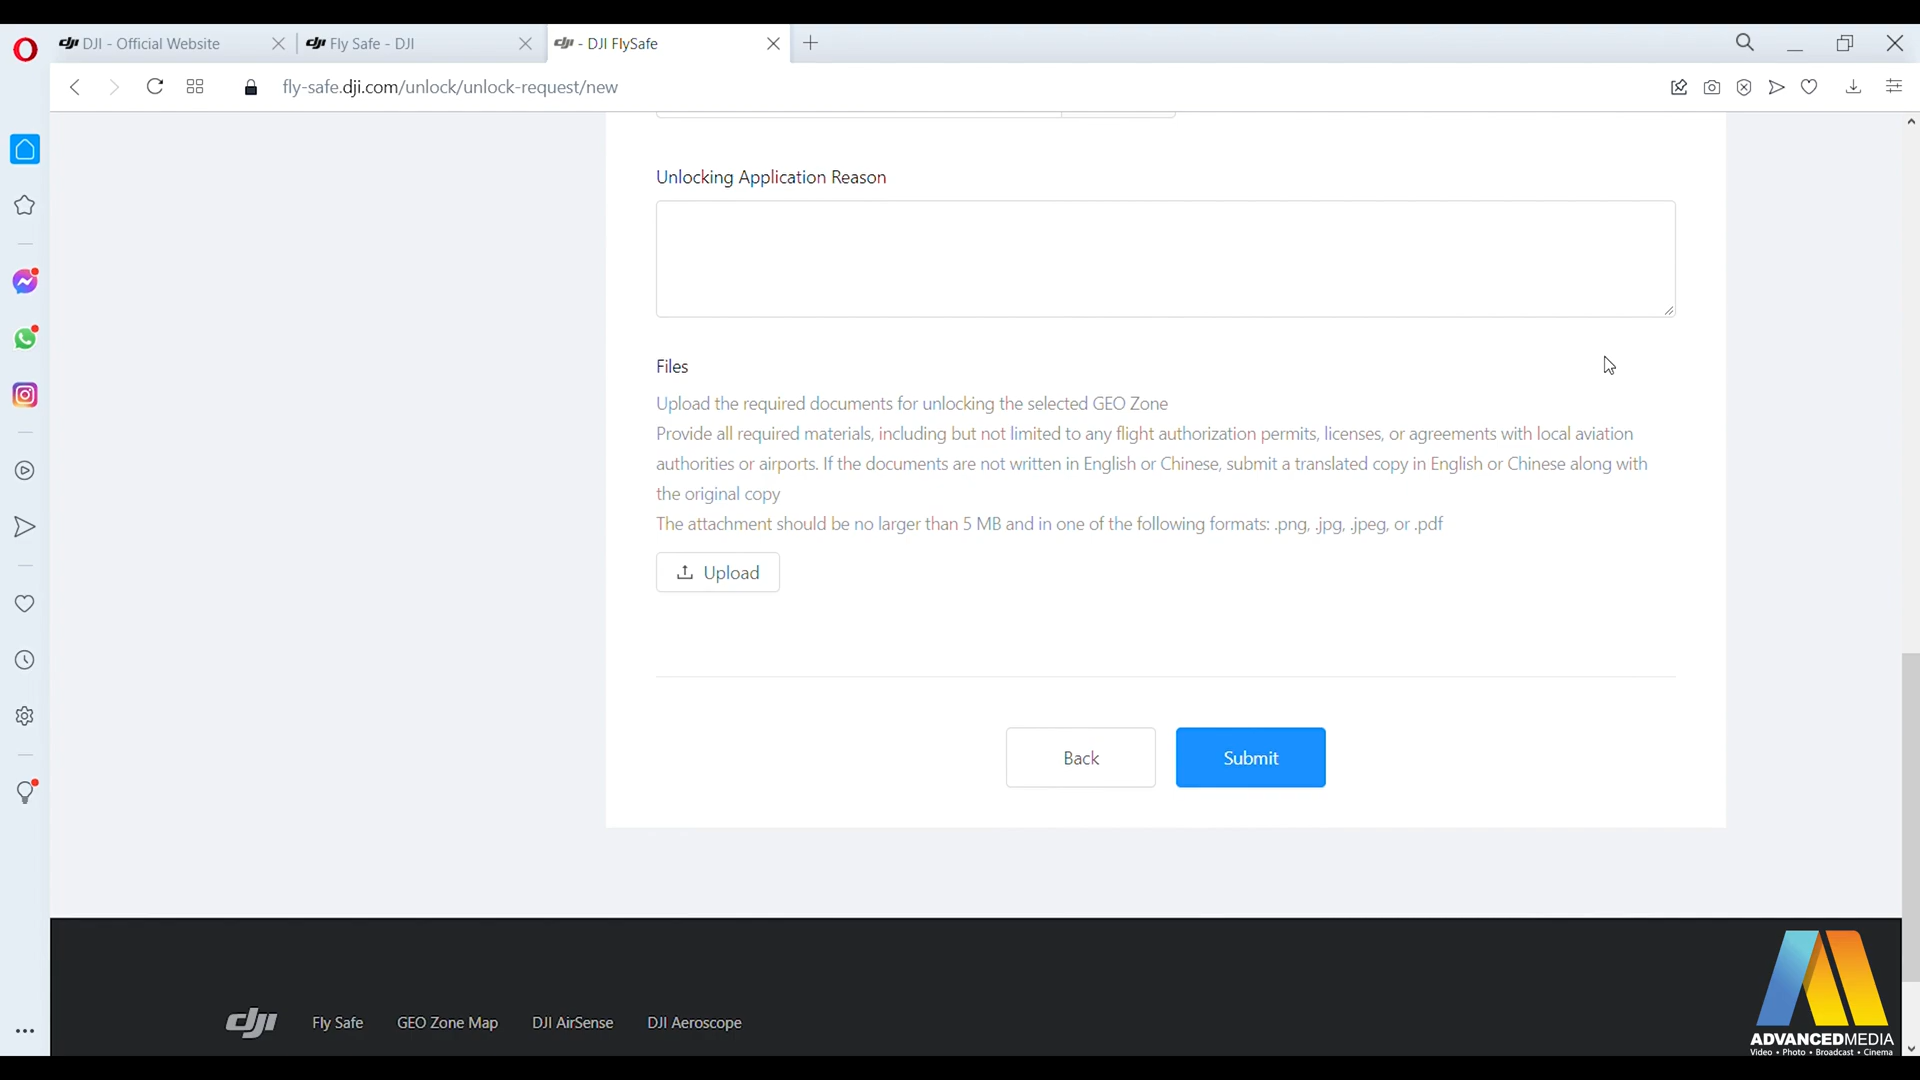 DJI - Official Website
Fly Safe - DJI
- DJI FlySafe
fly-safe.dji.com/unlock/unlock-request/new
Unlocking Application Reason
Files
Upload the required documents for unlocking the selected GEO Zone
Provide all required materials, including but not limited to any flight authorization permits, licenses, or agreements with local aviation
authorities or airports. If the documents are not written in English or Chinese, submit a translated copy in English or Chinese along with
the original copy
The attachment should be no larger than 5 MB and in one of the following formats: .png, .jpg, .jpeg, or .pdf
Upload
Back
Submit
dji
Fly Safe
GEO Zone Map
DJI AirSense
DJI Aeroscope
ADVANCEDMEDIA
Video • Photo • Broadcast • Cinema